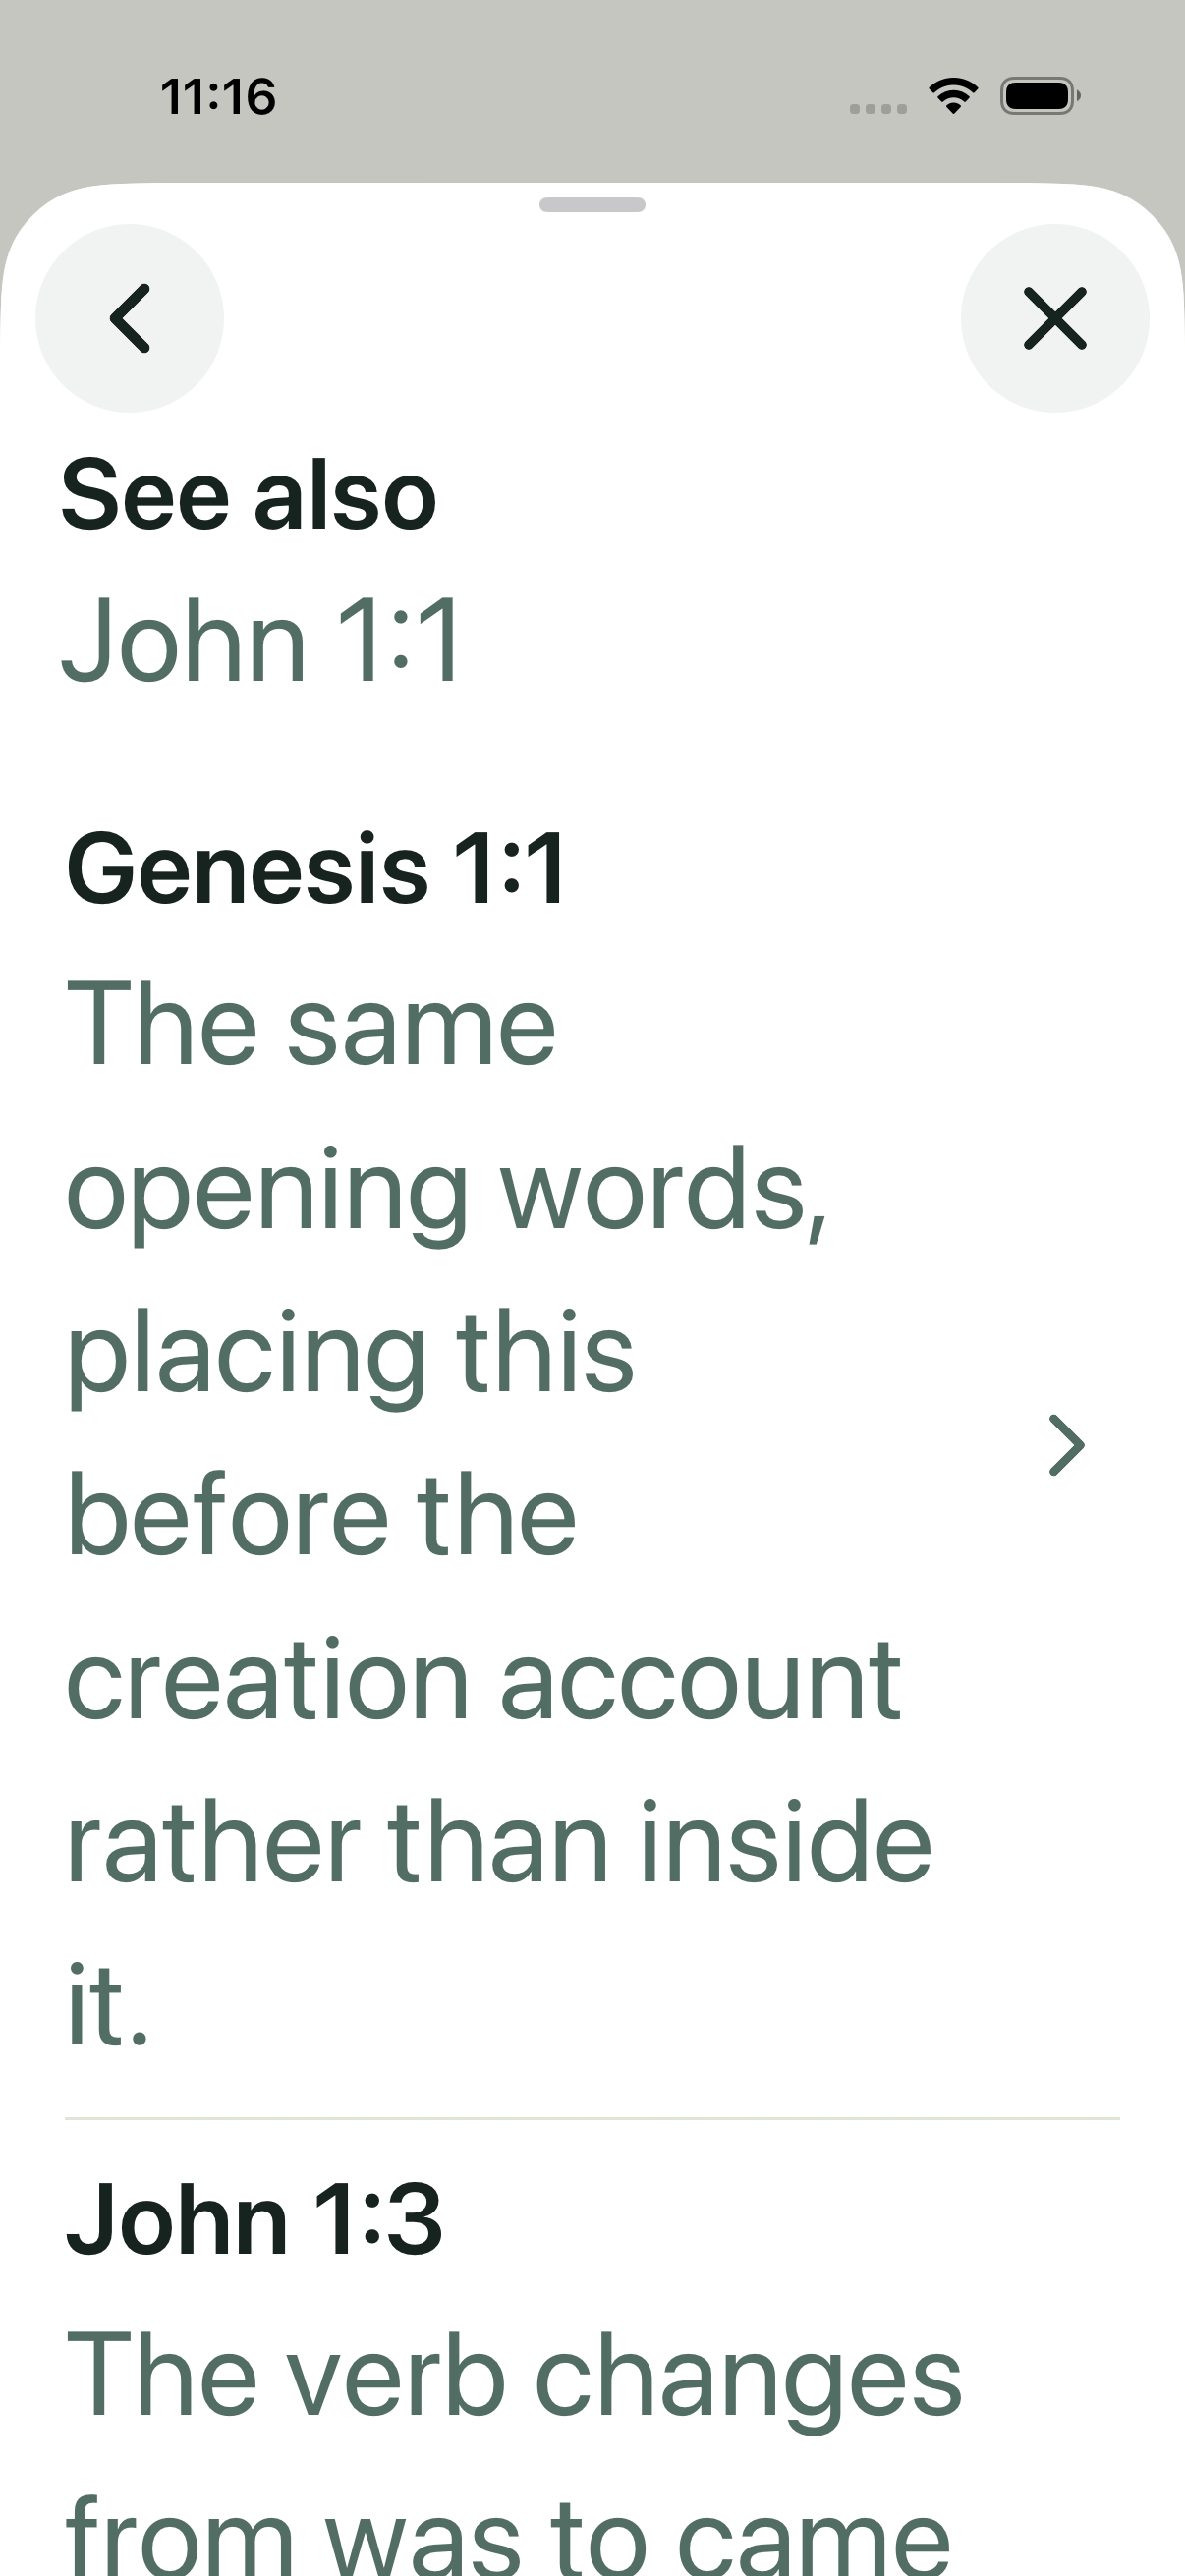 11:16
See also
John 1:1
Genesis 1:1
The same
opening words,
placing this
before the
creation account
rather than inside
it.
John 1:3
The verb changes
from was to came